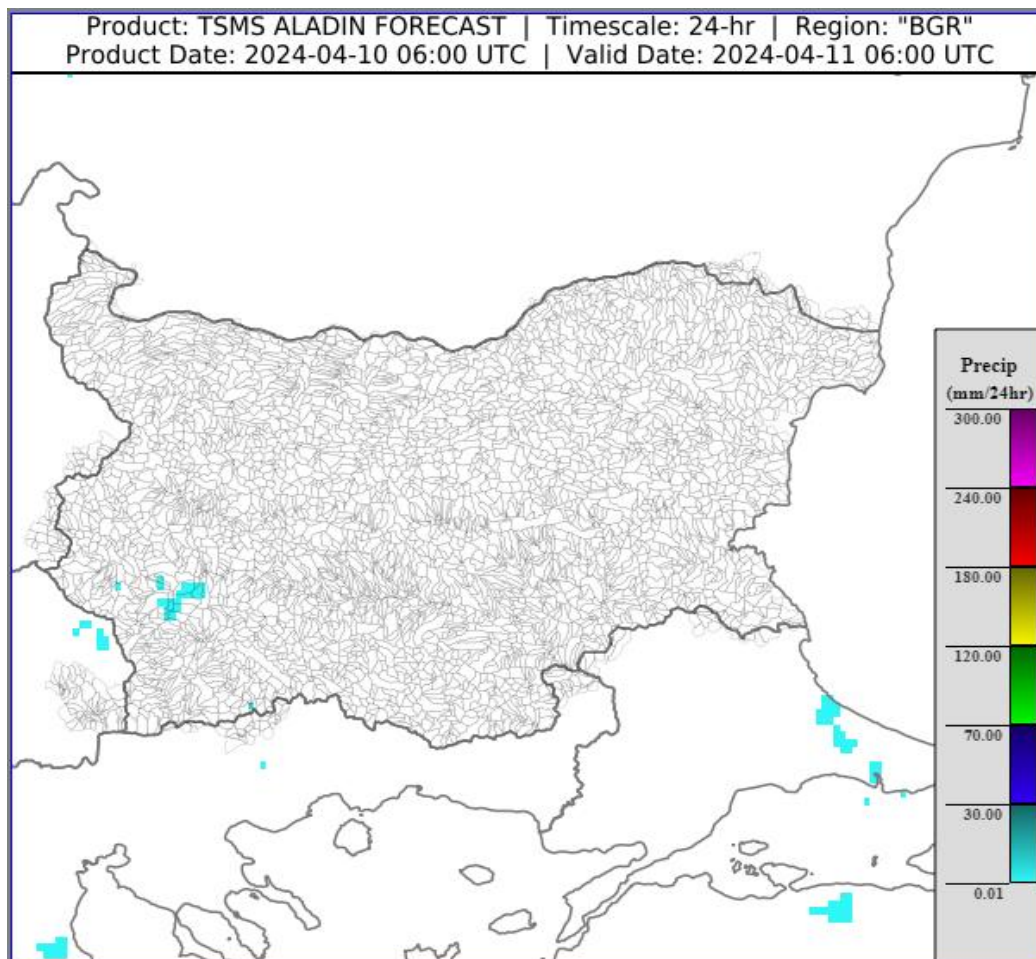 Product: TSMS ALADIN FORECAST | Timescale: 24-hr | Region: "BGR"
Product Date: 2024-04-10 06:00 UTC | Valid Date: 2024-04-11 06:00 UTC
Precip
(mm/24hr)
300.00
240.00
180.00
120.00
70.00
30.00
0.01